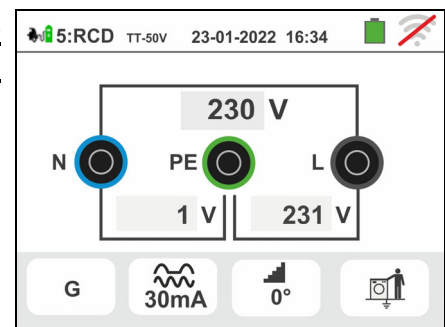 5:RCD TT-50V 23-01-2022 16:34
230 V
N PE L
1 V 231 V
G 30mA 0°